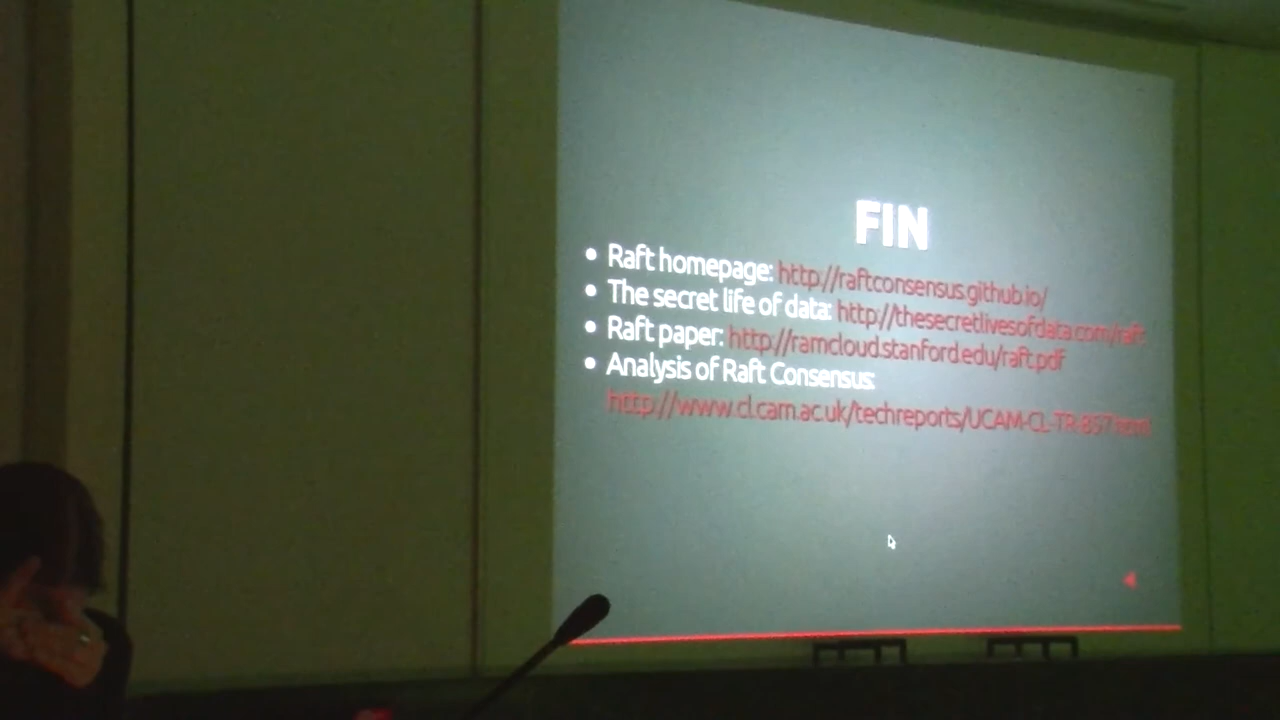 FIN
• Raft homepage: http://raftconsensus.github.io/
• The secret life of data: http://thesecretlivesofdata.com/raft
• Raft paper: http://ramcloud.stanford.edu/raft.pdf
• Analysis of Raft Consensus:
http://www.cl.cam.ac.uk/techreports/UCAM-CL-TR-857.html